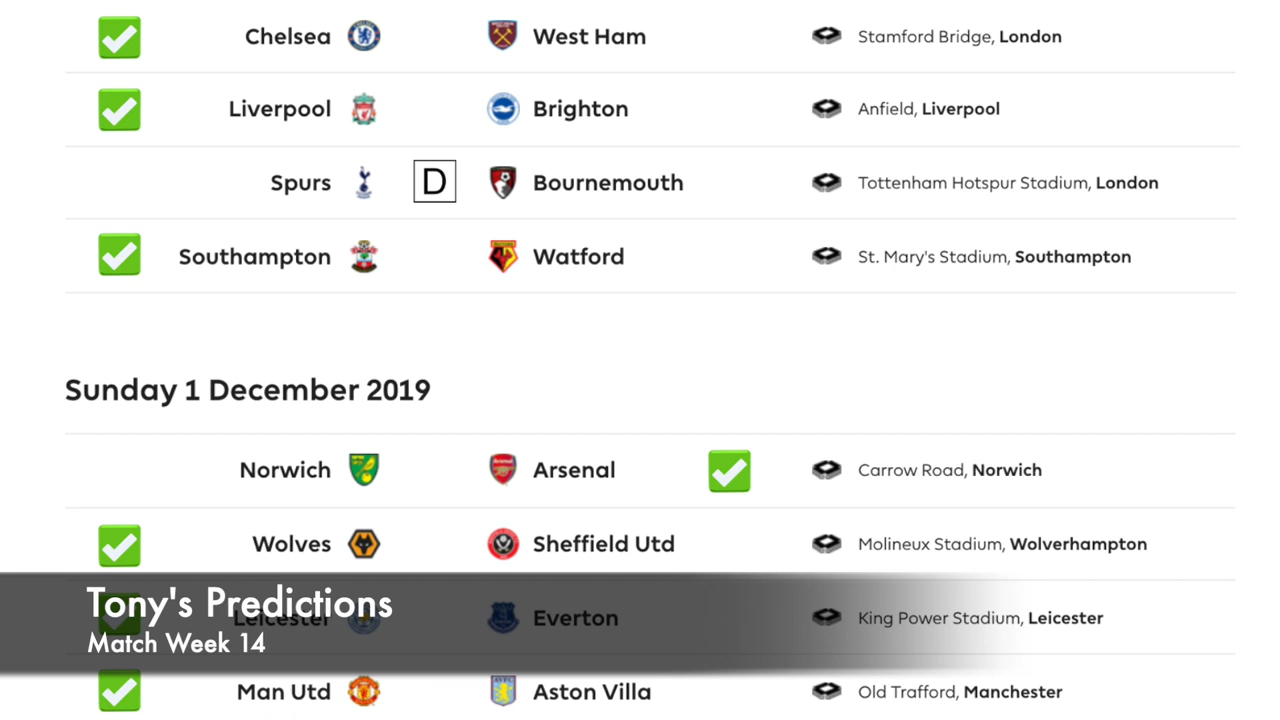 Chelsea West Ham Stamford Bridge, London
Liverpool Brighton Anfield, Liverpool
Spurs D Bournemouth Tottenham Hotspur Stadium, London
Southampton Watford St. Mary's Stadium, Southampton
Sunday 1 December 2019
Norwich Arsenal Carrow Road, Norwich
Wolves Sheffield Utd Molineux Stadium, Wolverhampton
Leicester Everton King Power Stadium, Leicester
Tony's Predictions
Match Week 14
Man Utd Aston Villa Old Trafford, Manchester